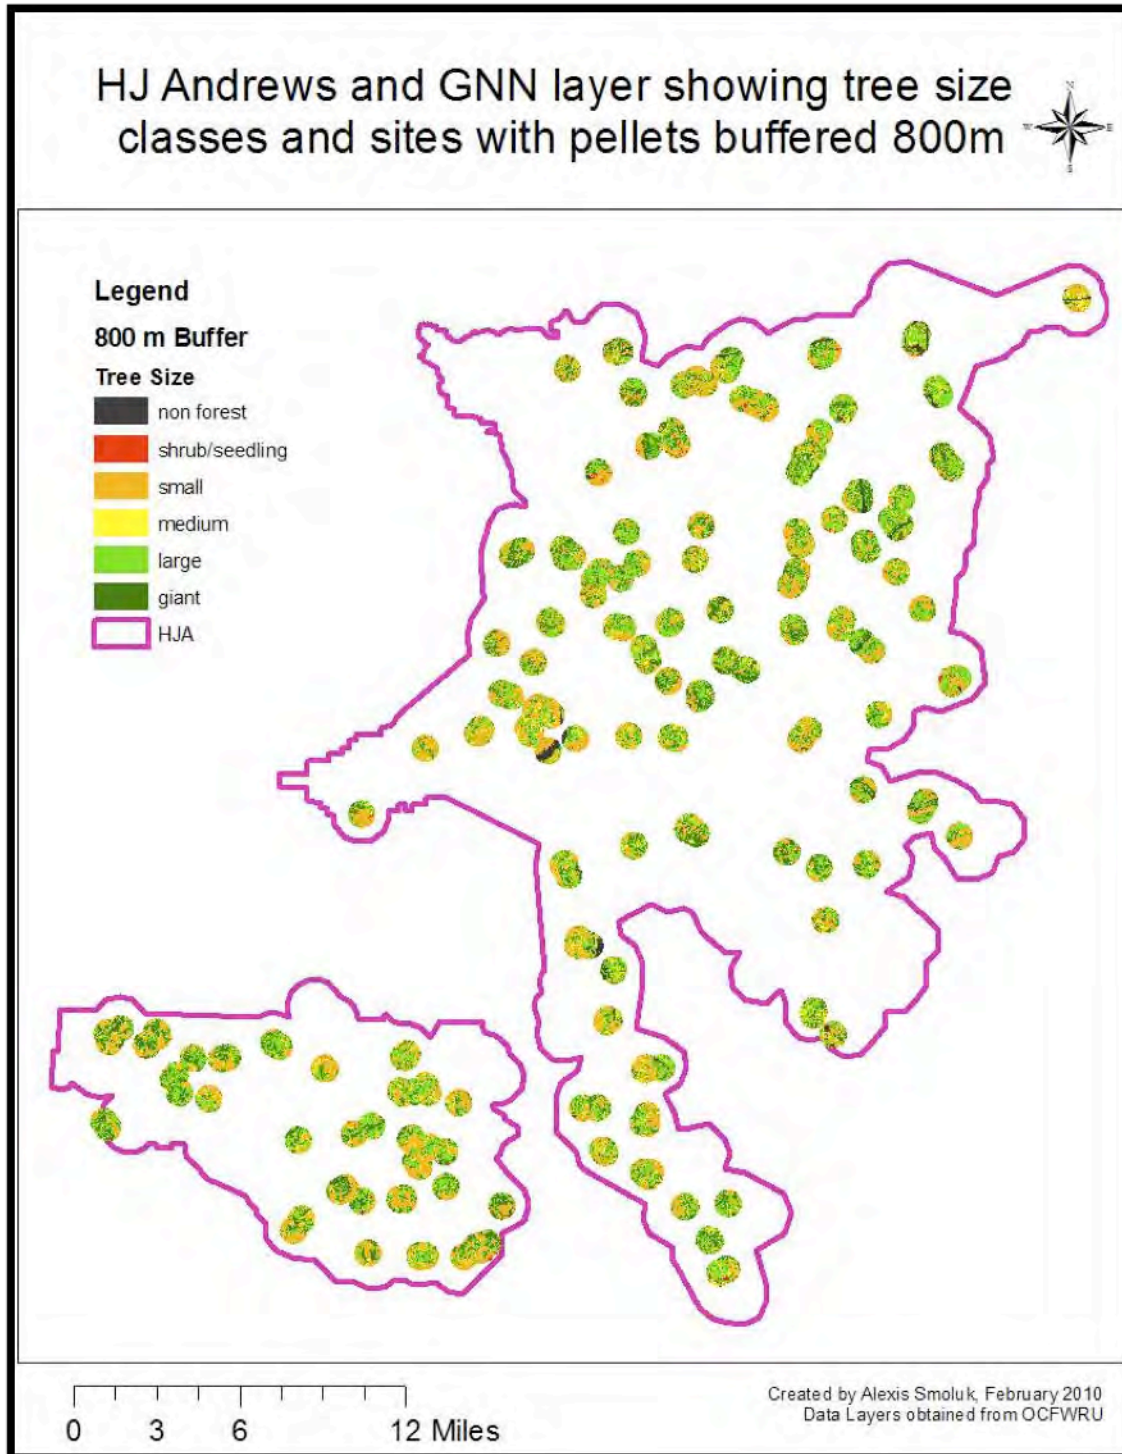 HJ Andrews and GNN layer showing tree size
classes and sites with pellets buffered 800m
N
W E
S
Legend
800 m Buffer
Tree Size
non forest
shrub/seedling
small
medium
large
giant
HJA
0 3 6 12 Miles
Created by Alexis Smoluk, February 2010
Data Layers obtained from OCFWRU